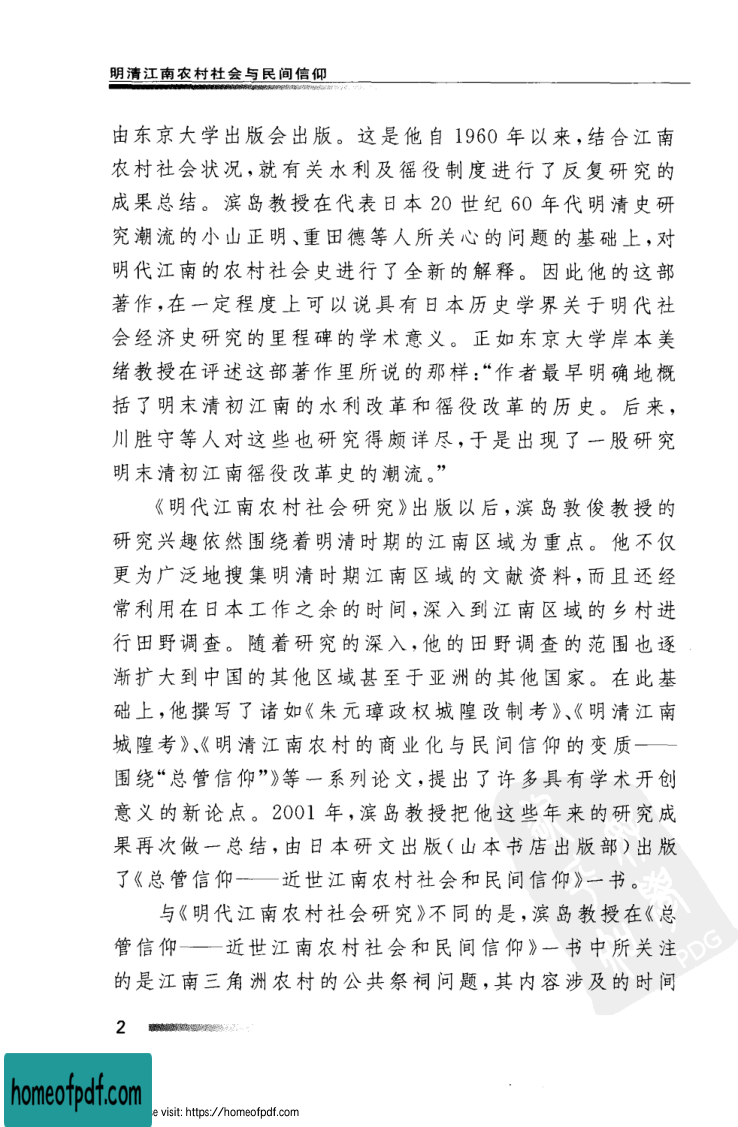 明清江南农村社会与民间信仰
由东京大学出版会出版。这是他自 1960 年以来,结合江南
农村社会状况,就有关水利及徭役制度进行了反复研究的
成果总结。滨岛教授在代表日本 20 世纪 60 年代明清史研
究潮流的小山正明、重田德等人所关心的问题的基础上,对
明代江南的农村社会史进行了全新的解释。因此他的这部
著作,在一定程度上可以说具有日本历史学界关于明代社
会经济史研究的里程碑的学术意义。正如东京大学岸本美
绪教授在评述这部著作里所说的那样:“作者最早明确地概
括了明末清初江南的水利改革和徭役改革的历史。后来,
川胜守等人对这些也研究得颇详尽,于是出现了一股研究
明末清初江南徭役改革史的潮流。”
《明代江南农村社会研究》出版以后,滨岛敦俊教授的
研究兴趣依然围绕着明清时期的江南区域为重点。他不仅
更为广泛地搜集明清时期江南区域的文献资料,而且还经
常利用在日本工作之余的时间,深入到江南区域的乡村进
行田野调查。随着研究的深入,他的田野调查的范围也逐
渐扩大到中国的其他区域甚至于亚洲的其他国家。在此基
础上,他撰写了诸如《朱元璋政权城隍改制考》、《明清江南
城隍考》、《明清江南农村的商业化与民间信仰的变质——
围绕“总管信仰”》等一系列论文,提出了许多具有学术开创
意义的新论点。2001 年,滨岛教授把他这些年来的研究成
果再次做一总结,由日本研文出版(山本书店出版部)出版
了《总管信仰——近世江南农村社会和民间信仰》一书。
与《明代江南农村社会研究》不同的是,滨岛教授在《总
管信仰——近世江南农村社会和民间信仰》一书中所关注
的是江南三角洲农村的公共祭祠问题,其内容涉及的时间
PDG
2
homeofpdf.com
e visit: https://homeofpdf.com